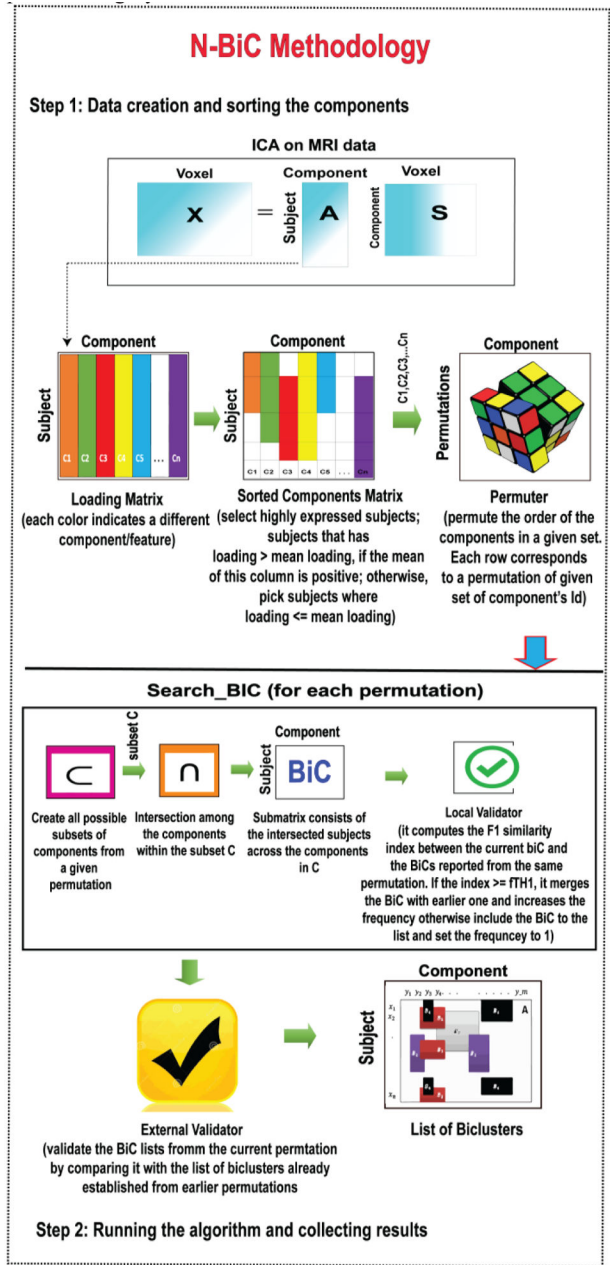 N-BiC Methodology
Step 1: Data creation and sorting the components
ICA on MRI data
Voxel
Component
Voxel
Subject
Component
X
=
A
S
Component
Component
Component
Subject
Subject
C1,C2,C3,...Cn
Permutations
C1 C2 C3 C4 C5 ... Cn
C1 C2 C3 C4 C5 ... Cn
Loading Matrix
(each color indicates a different
component/feature)
Sorted Components Matrix
(select highly expressed subjects;
subjects that has
loading > mean loading, if the mean
of this column is positive; otherwise,
pick subjects where
loading <= mean loading)
Permuter
(permute the order of the
components in a given set.
Each row corresponds
to a permutation of given
set of component's Id)
Search_BIC (for each permutation)
subset C
Component
Subject
⊂
∩
BiC
Create all possible
subsets of
components from
a given
permutation
Intersection among
the components
within the subset C
Submatrix consists of
the intersected subjects
across the components
in C
Local Validator
(it computes the F1 similarity
index between the current biC and
the BiCs reported from the same
permutation. If the index >= fTH1, it merges
the BiC with earlier one and increases the
frequency otherwise include the BiC to the
list and set the frequncey to 1)
Component
y_1 y_2 y_3 y_4 . . . . . . . . . y_m
x_1
x_2
x_n
A
Subject
External Validator
(validate the BiC lists fromm the current permtation
by comparing it with the list of biclusters already
established from earlier permutations
List of Biclusters
Step 2: Running the algorithm and collecting results